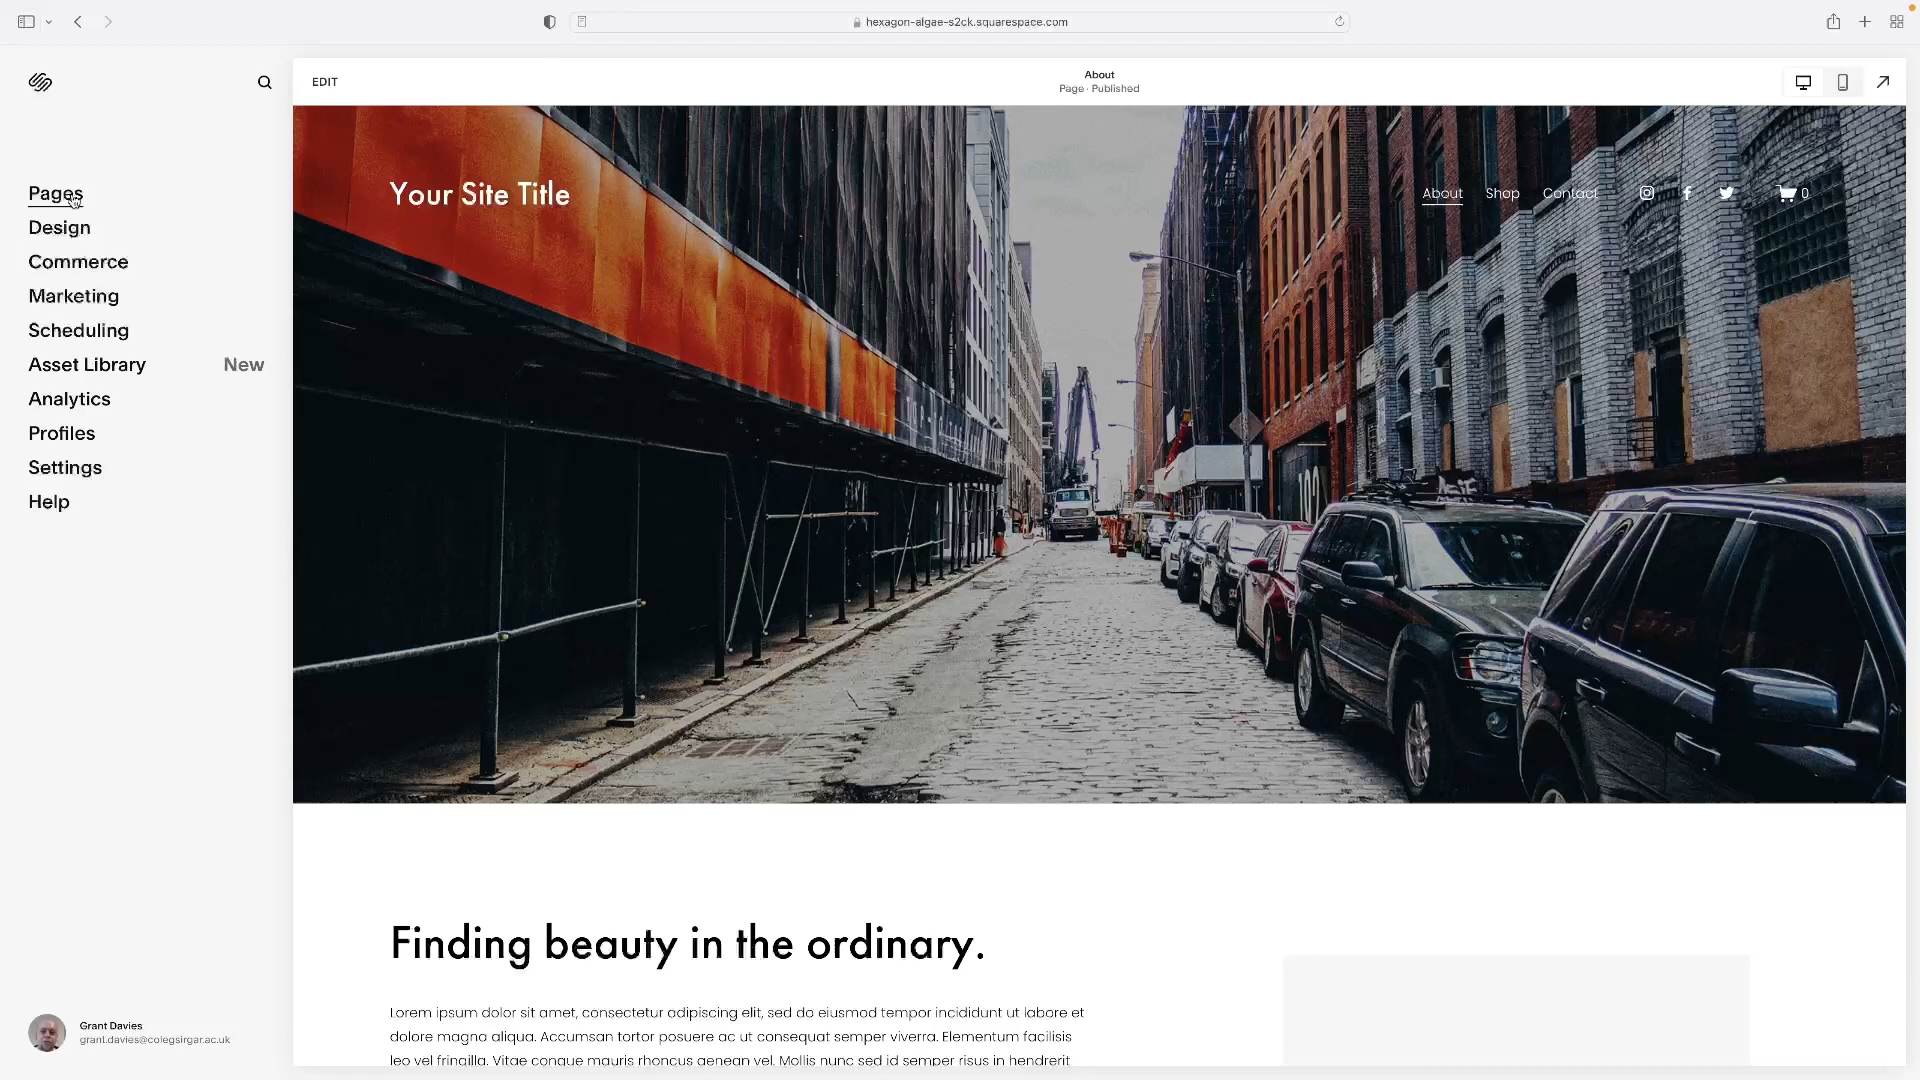 hexagon-algae-s2ck.squarespace.com
EDIT
About
Page · Published
Pages
Design
Commerce
Marketing
Scheduling
Asset Library New
Analytics
Profiles
Settings
Help
Your Site Title
About Shop Contact 0
Finding beauty in the ordinary.
Lorem ipsum dolor sit amet, consectetur adipiscing elit, sed do eiusmod tempor incididunt ut labore et
dolore magna aliqua. Accumsan tortor posuere ac ut consequat semper viverra. Elementum facilisis
leo vel fringilla. Vitae congue mauris rhoncus aenean vel. Mollis nunc sed id semper risus in hendrerit
Grant Davies
grant.davies@colegsirgar.ac.uk